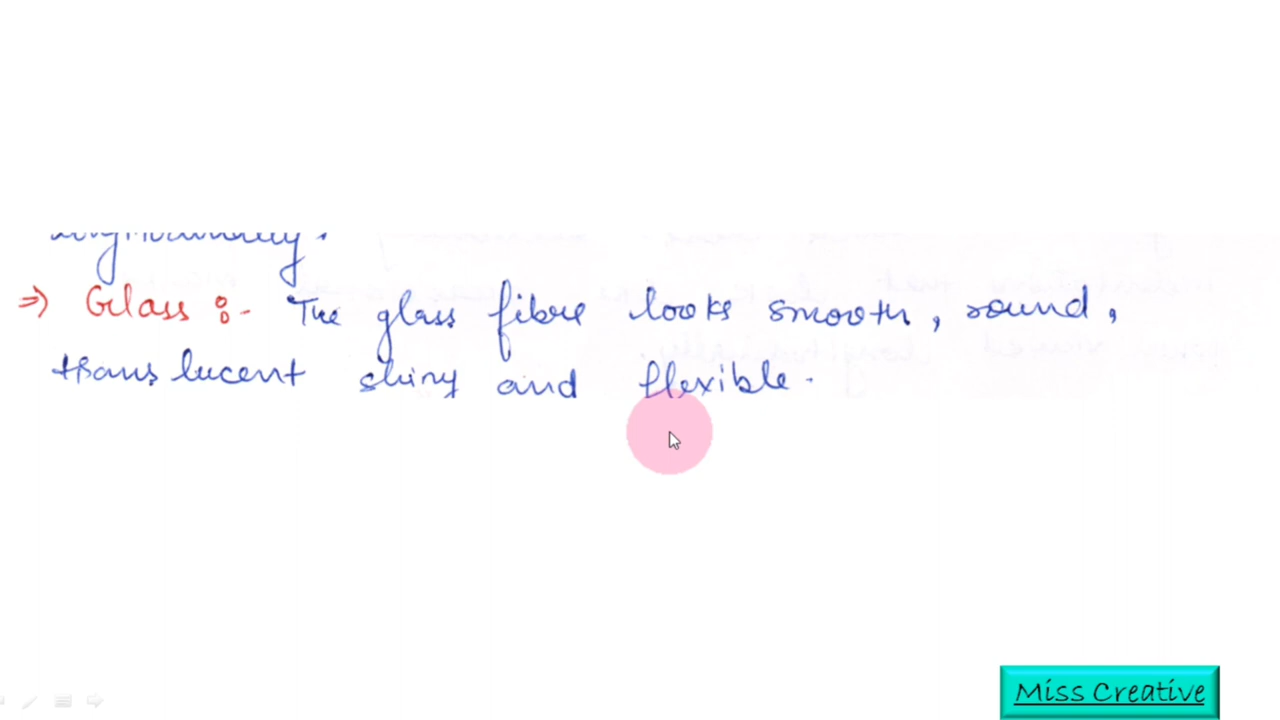 ⇒ Glass :- The glass fibre looks smooth, round,
translucent shiny and flexible.
Miss Creative